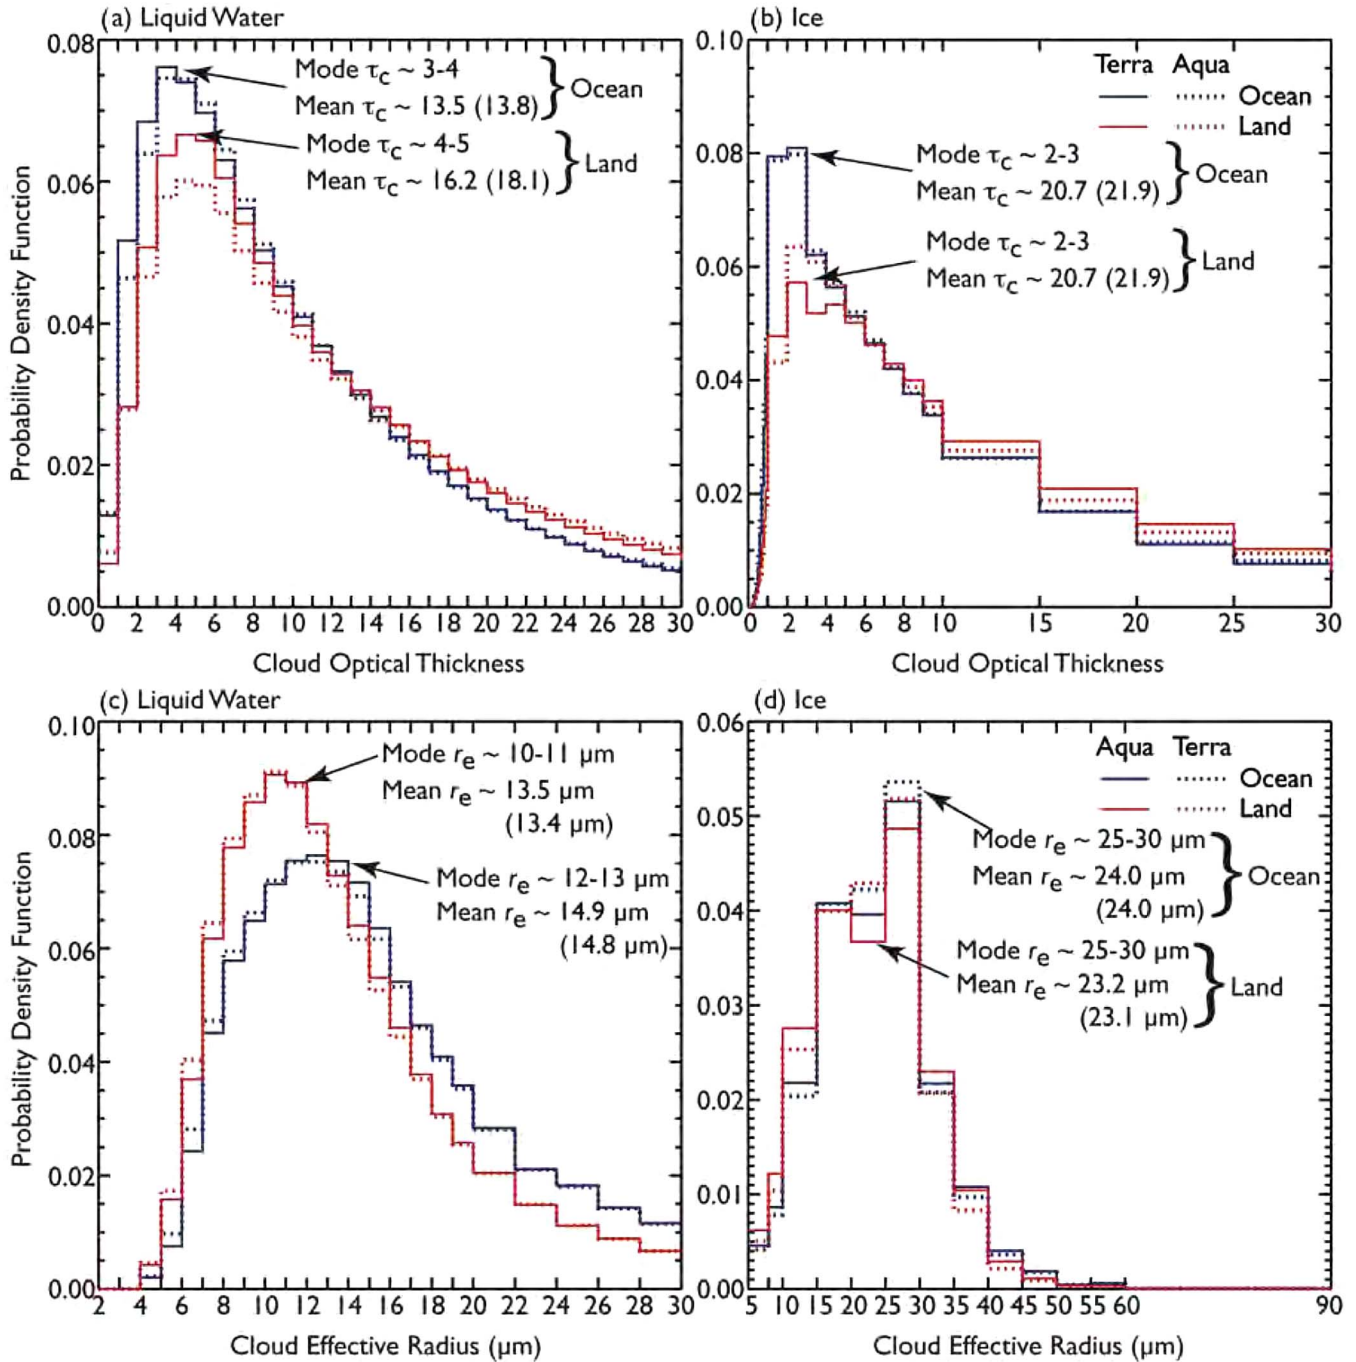 (a) Liquid Water
0.08
0.06
0.04
0.02
0.00
Probability Density Function
Mode τc ~ 3-4
Mean τc ~ 13.5 (13.8)
Ocean
Mode τc ~ 4-5
Mean τc ~ 16.2 (18.1)
Land
0 2 4 6 8 10 12 14 16 18 20 22 24 26 28 30
Cloud Optical Thickness
(b) Ice
0.10
0.08
0.06
0.04
0.02
0.00
Terra Aqua
Ocean
Land
Mode τc ~ 2-3
Mean τc ~ 20.7 (21.9)
Ocean
Mode τc ~ 2-3
Mean τc ~ 20.7 (21.9)
Land
0 2 4 6 8 10 15 20 25 30
Cloud Optical Thickness
(c) Liquid Water
0.10
0.08
0.06
0.04
0.02
0.00
Probability Density Function
Mode re ~ 10-11 µm
Mean re ~ 13.5 µm
(13.4 µm)
Mode re ~ 12-13 µm
Mean re ~ 14.9 µm
(14.8 µm)
2 4 6 8 10 12 14 16 18 20 22 24 26 28 30
Cloud Effective Radius (µm)
(d) Ice
0.06
0.05
0.04
0.03
0.02
0.01
0.00
Aqua Terra
Ocean
Land
Mode re ~ 25-30 µm
Mean re ~ 24.0 µm
(24.0 µm)
Ocean
Mode re ~ 25-30 µm
Mean re ~ 23.2 µm
(23.1 µm)
Land
5 10 15 20 25 30 35 40 45 50 55 60 90
Cloud Effective Radius (µm)